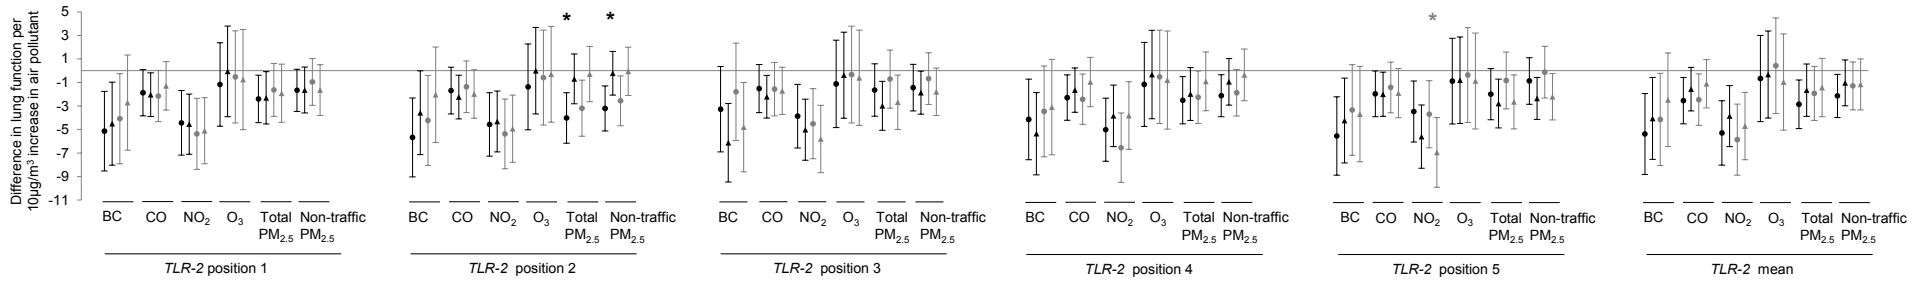 Difference in lung function per
10µg/m³ increase in air pollutant
5
3
1
-1
-3
-5
-7
-9
-11
* *
*
BC CO NO₂ O₃ Total PM₂.₅ Non-traffic PM₂.₅
TLR-2 position 1
BC CO NO₂ O₃ Total PM₂.₅ Non-traffic PM₂.₅
TLR-2 position 2
BC CO NO₂ O₃ Total PM₂.₅ Non-traffic PM₂.₅
TLR-2 position 3
BC CO NO₂ O₃ Total PM₂.₅ Non-traffic PM₂.₅
TLR-2 position 4
BC CO NO₂ O₃ Total PM₂.₅ Non-traffic PM₂.₅
TLR-2 position 5
BC CO NO₂ O₃ Total PM₂.₅ Non-traffic PM₂.₅
TLR-2 mean